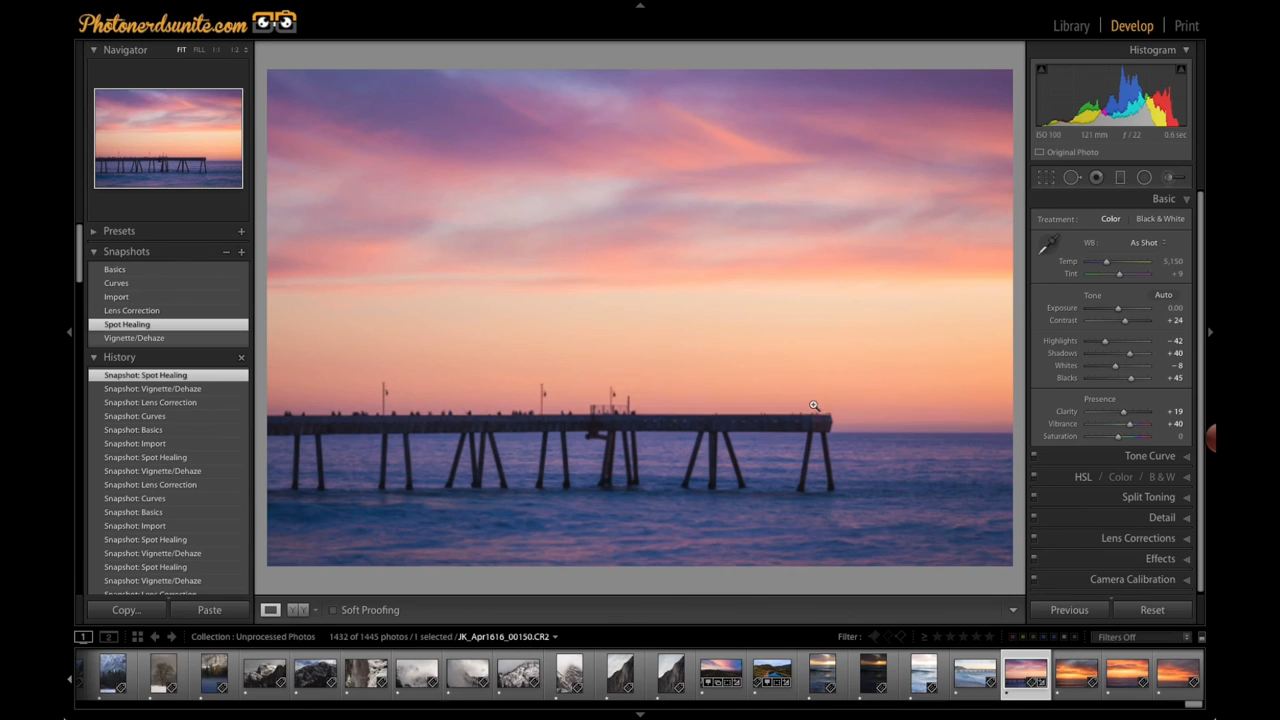 Photonerdsunite.com
Library | Develop | Print
Navigator FIT FILL 1:1 1:2
Histogram
ISO 100 121 mm ƒ / 22 0.6 sec
Original Photo
Basic
Treatment : Color Black & White
WB : As Shot
Temp 5,150
Tint + 9
Tone Auto
Exposure 0.00
Contrast + 24
Highlights − 42
Shadows + 40
Whites − 8
Blacks + 45
Presence
Clarity + 19
Vibrance + 40
Saturation 0
Tone Curve
HSL / Color / B & W
Split Toning
Detail
Lens Corrections
Effects
Camera Calibration
Previous Reset
Presets
Snapshots
Basics
Curves
Import
Lens Correction
Spot Healing
Vignette/Dehaze
History
Snapshot: Spot Healing
Snapshot: Vignette/Dehaze
Snapshot: Lens Correction
Snapshot: Curves
Snapshot: Basics
Snapshot: Import
Snapshot: Spot Healing
Snapshot: Vignette/Dehaze
Snapshot: Lens Correction
Snapshot: Curves
Snapshot: Basics
Snapshot: Import
Snapshot: Spot Healing
Snapshot: Vignette/Dehaze
Snapshot: Spot Healing
Snapshot: Vignette/Dehaze
Copy... Paste
Y Y Soft Proofing
1 2 Collection : Unprocessed Photos 1432 of 1445 photos / 1 selected / JK_Apr1616_00150.CR2 Filter : Filters Off